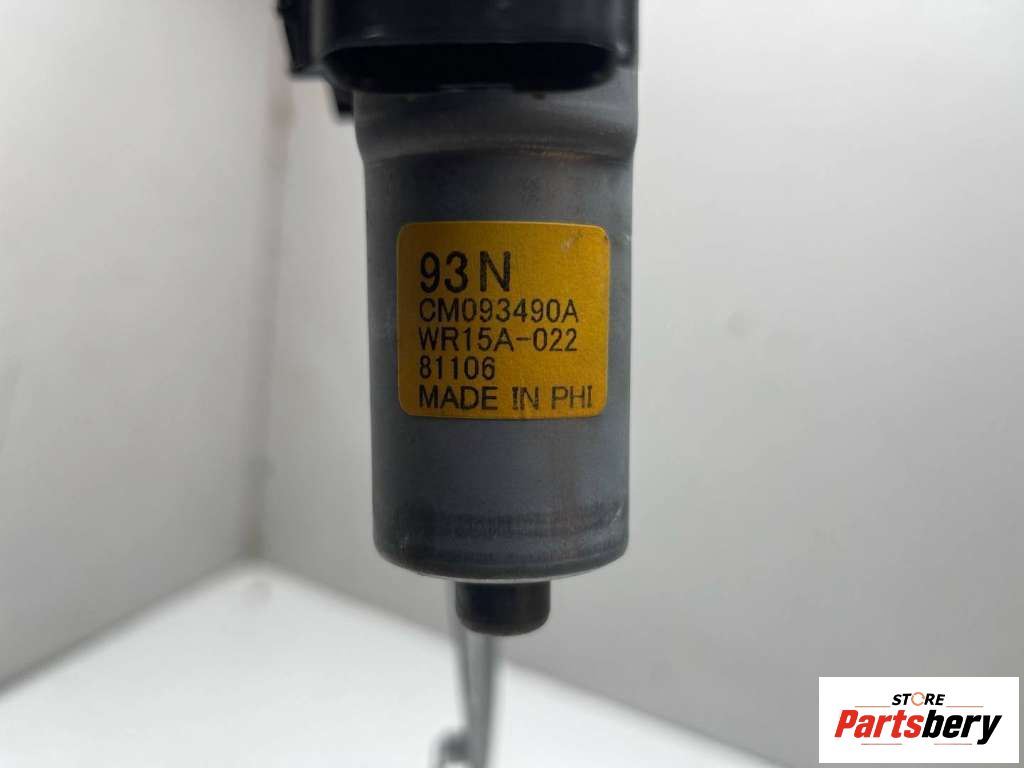 93N
CM093490A
WR15A-022
81106
MADE IN PHI
STORE
Partsbery